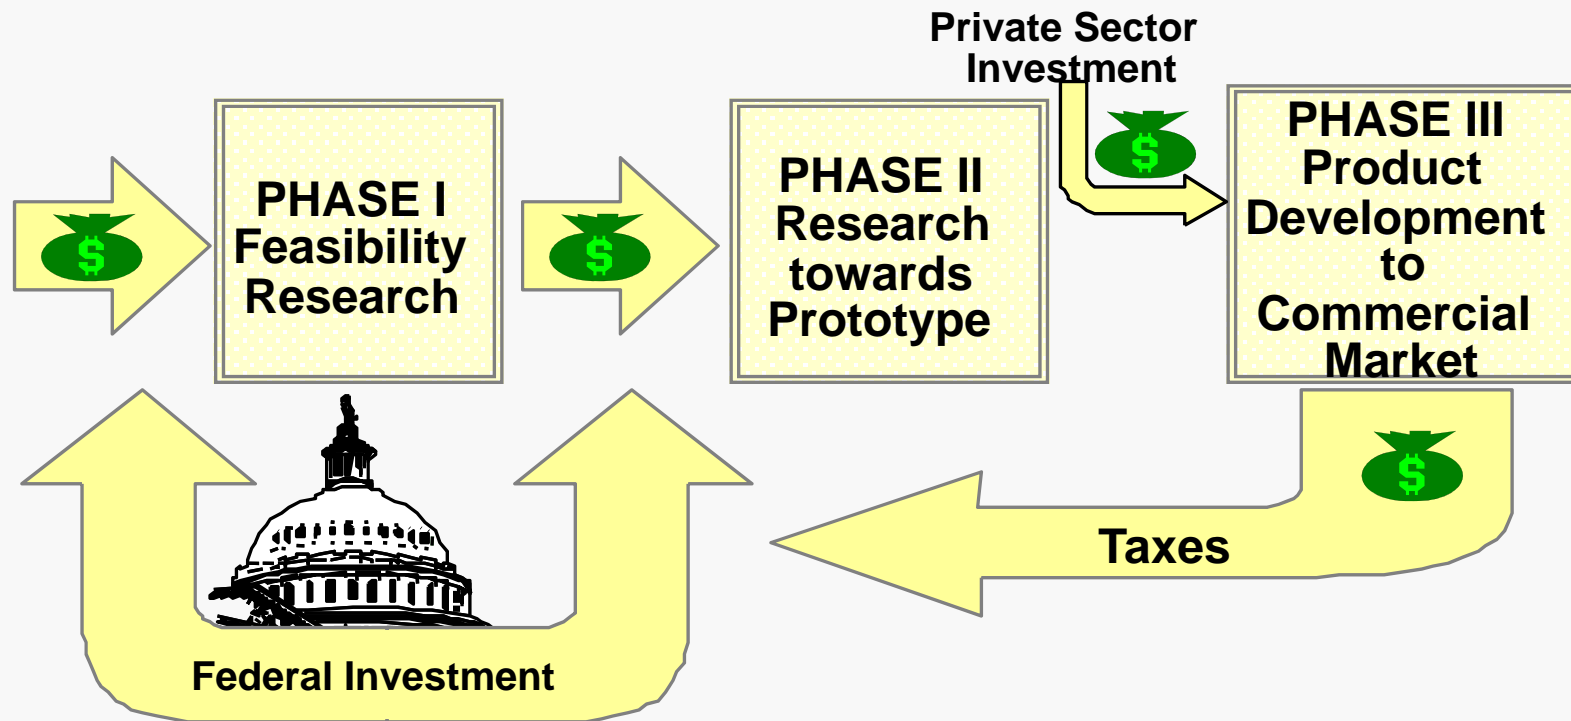 Private Sector
Investment
PHASE I
Feasibility
Research
PHASE II
Research
towards
Prototype
PHASE III
Product
Development
to
Commercial
Market
$
$
$
$
Taxes
Federal Investment